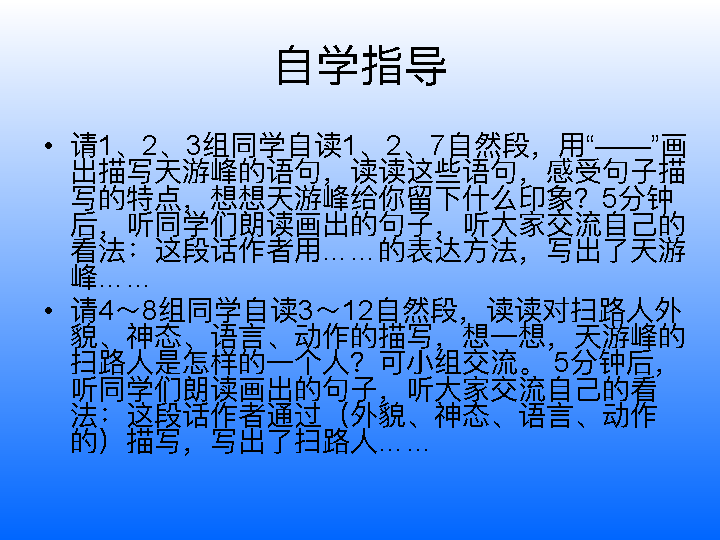 自学指导
• 请1、2、3组同学自读1、2、7自然段，用“——”画
出描写天游峰的语句，读读这些语句，感受句子描
写的特点，想想天游峰给你留下什么印象？5分钟
后，听同学们朗读画出的句子，听大家交流自己的
看法：这段话作者用……的表达方法，写出了天游
峰……
• 请4～8组同学自读3～12自然段，读读对扫路人外
貌、神态、语言、动作的描写，想一想，天游峰的
扫路人是怎样的一个人？可小组交流。 5分钟后，
听同学们朗读画出的句子，听大家交流自己的看
法：这段话作者通过（外貌、神态、语言、动作
的）描写，写出了扫路人……